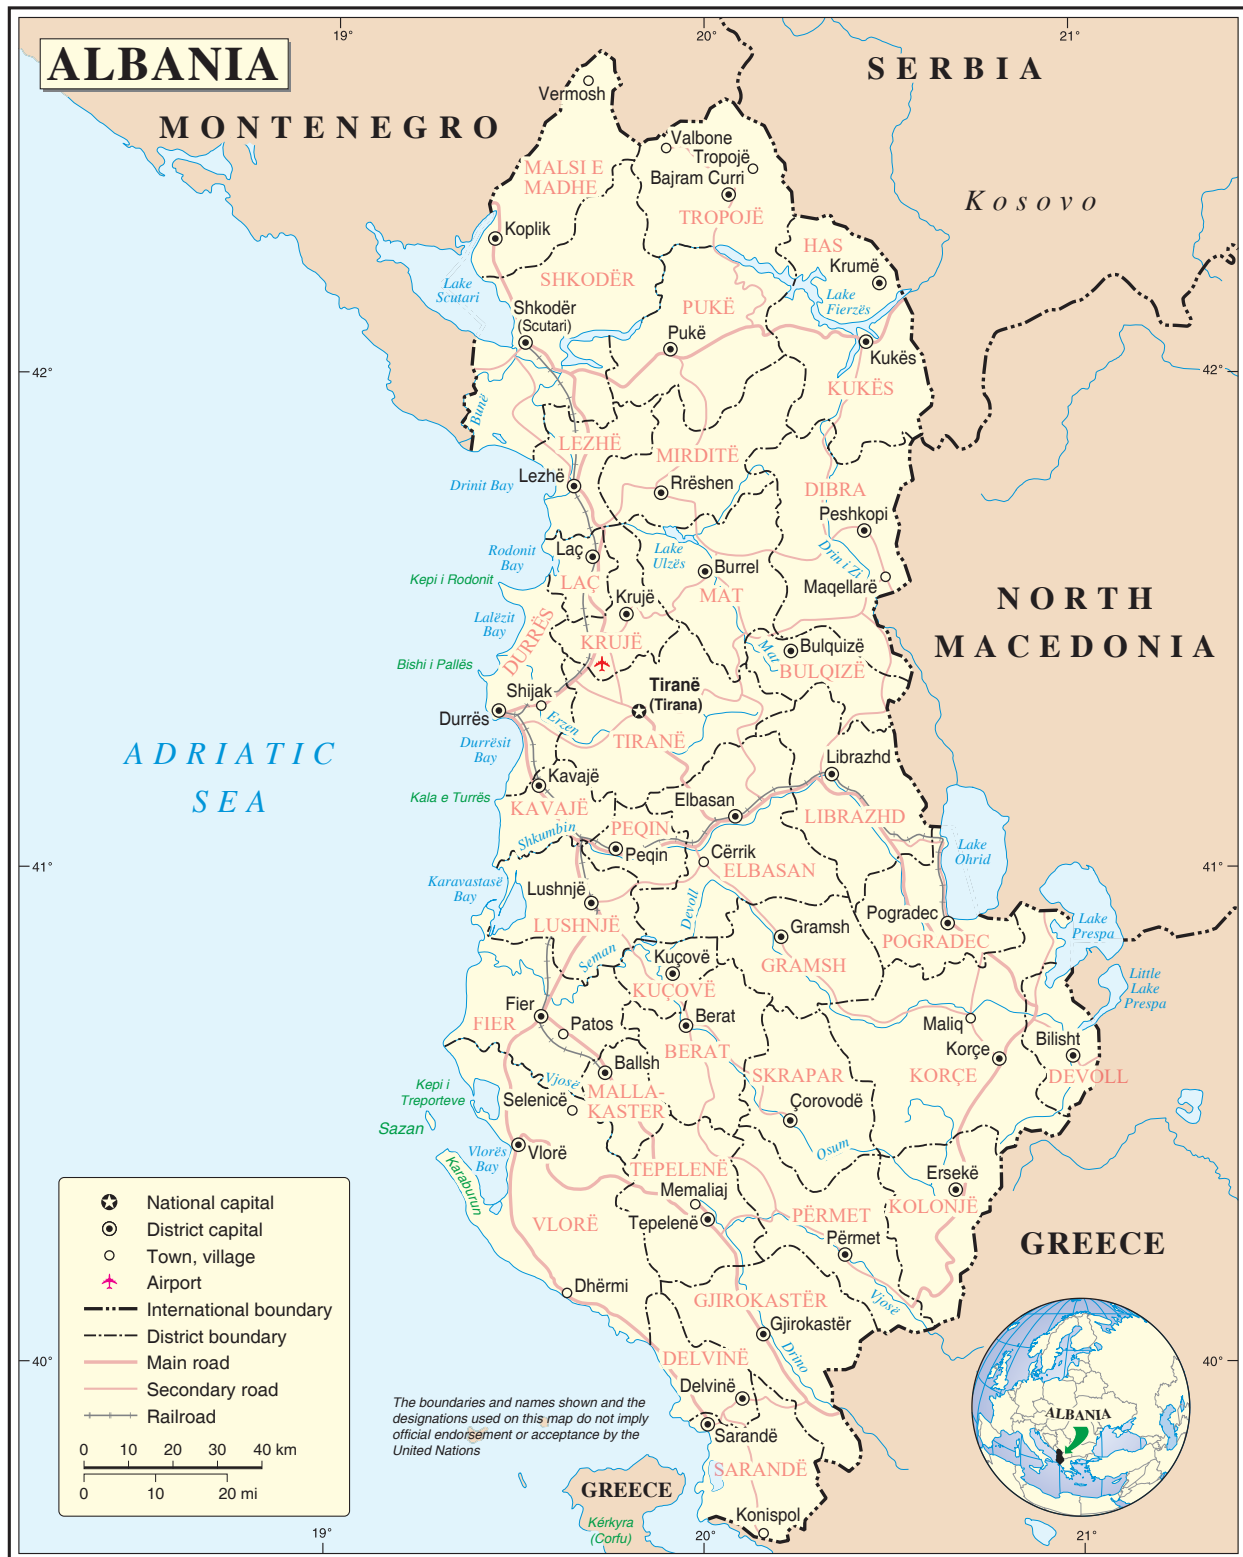 19°
20°
21°
ALBANIA
SERBIA
MONTENEGRO
Vermosh
Valbone
Tropojë
Bajram Curri
MALSI E
MADHE
TROPOJË
Kosovo
Koplik
HAS
Krumë
Lake
Scutari
SHKODËR
Lake
Fierzës
Shkodër
(Scutari)
PUKË
Pukë
Kukës
42°
42°
KUKËS
Bunë
LEZHË
MIRDITË
Lezhë
Drinit Bay
Rrëshen
DIBRA
Peshkopi
Rodonit
Bay
Laç
Lake
Ulzës
Drin i Zi
Kepi i Rodonit
LAÇ
Burrel
Maqellarë
MAT
Krujë
NORTH
MACEDONIA
Lalëzit
Bay
DURRËS
KRUJË
Mat
Bulquizë
BULQIZË
Bishi i Pallës
Tiranë
(Tirana)
Shijak
Durrës
Erzen
TIRANË
ADRIATIC
SEA
Durrësit
Bay
Librazhd
Kavajë
Kala e Turrës
KAVAJË
Elbasan
LIBRAZHD
PEQIN
Shkumbin
Peqin
Cërrik
Lake
Ohrid
41°
41°
ELBASAN
Karavastasë
Bay
Lushnjë
Devoll
Pogradec
LUSHNJË
Gramsh
POGRADEC
Lake
Prespa
Seman
Kuçovë
GRAMSH
Little
Lake
Prespa
KUÇOVË
Fier
FIER
Patos
Berat
Maliq
BERAT
Korçe
Bilisht
Ballsh
SKRAPAR
KORÇE
DEVOLL
Kepi i
Treporteve
Vjosë
MALLA-
KASTER
Selenicë
Çorovodë
Sazan
Vlorës
Bay
Vlorë
Osum
Karaburun
TEPELENË
Ersekë
Memaliaj
KOLONJË
Tepelenë
PËRMET
VLORË
Përmet
GREECE
Dhërmi
Vjosë
GJIROKASTËR
Gjirokastër
Drino
40°
40°
DELVINË
Delvinë
Sarandë
SARANDË
Konispol
GREECE
Kérkyra
(Corfu)
National capital
District capital
Town, village
Airport
International boundary
District boundary
Main road
Secondary road
Railroad
0 10 20 30 40 km
0 10 20 mi
The boundaries and names shown and the
designations used on this map do not imply
official endorsement or acceptance by the
United Nations
ALBANIA
19°
20°
21°